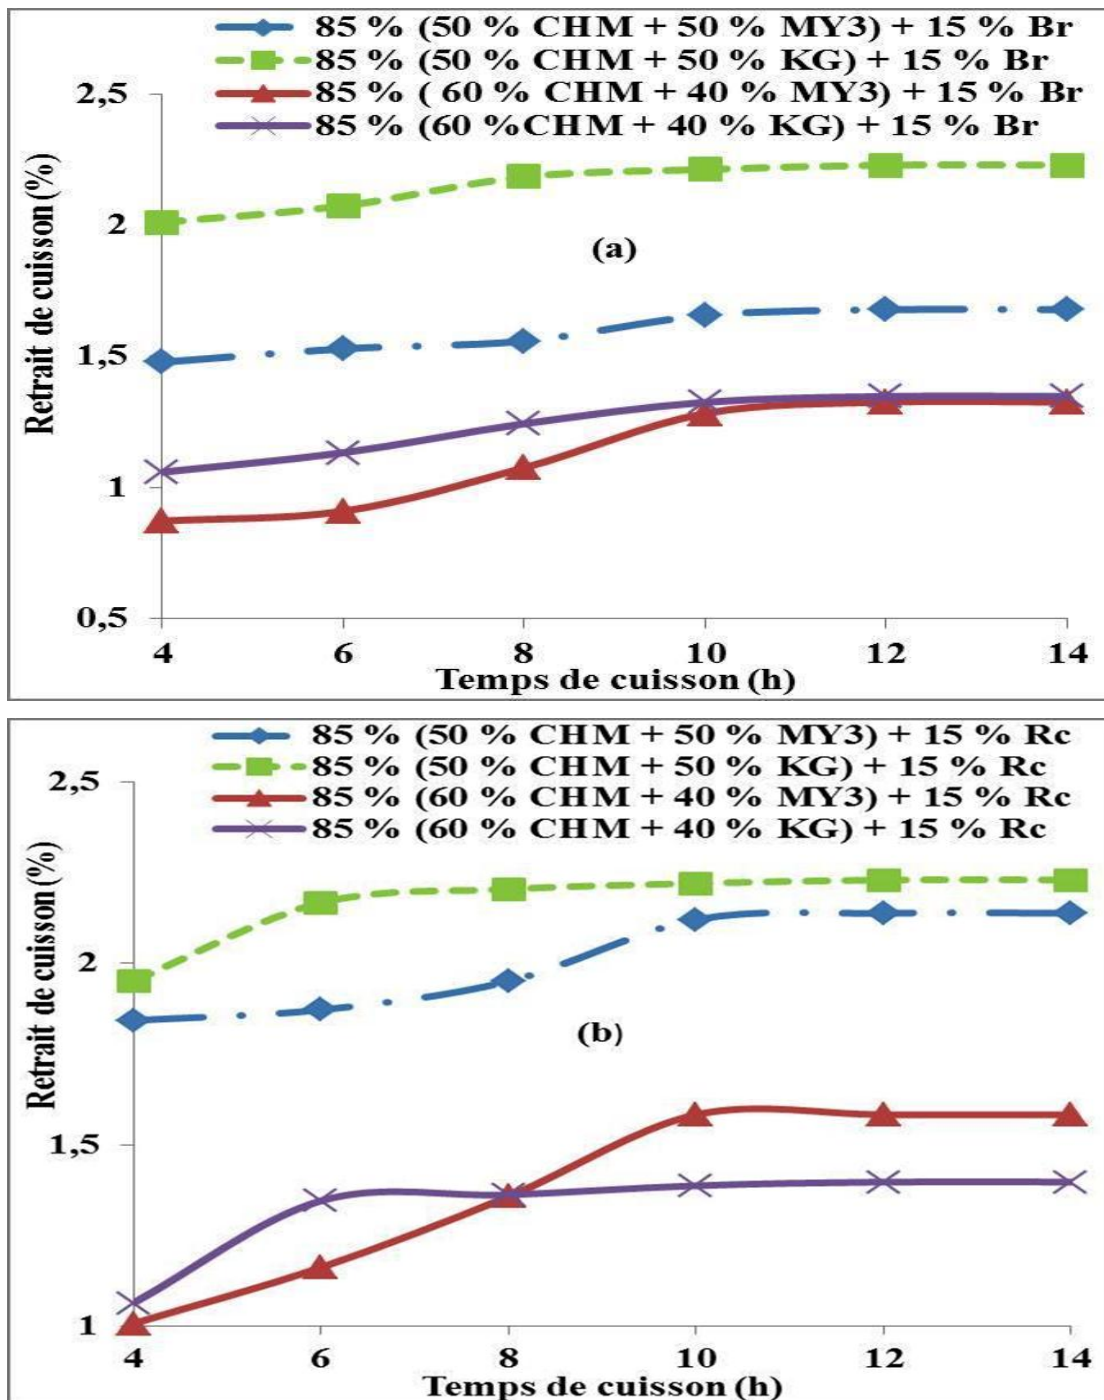 85 % (50 % CHM + 50 % MY3) + 15 % Br
85 % (50 % CHM + 50 % KG) + 15 % Br
85 % ( 60 % CHM + 40 % MY3) + 15 % Br
85 % (60 %CHM + 40 % KG) + 15 % Br
Retrait de cuisson (%)
2,5
2
1,5
1
0,5
(a)
4 6 8 10 12 14
Temps de cuisson (h)
85 % (50 % CHM + 50 % MY3) + 15 % Rc
85 % (50 % CHM + 50 % KG) + 15 % Rc
85 % (60 % CHM + 40 % MY3) + 15 % Rc
85 % (60 % CHM + 40 % KG) + 15 % Rc
Retrait de cuisson (%)
2,5
2
1,5
1
(b)
4 6 8 10 12 14
Temps de cuisson (h)